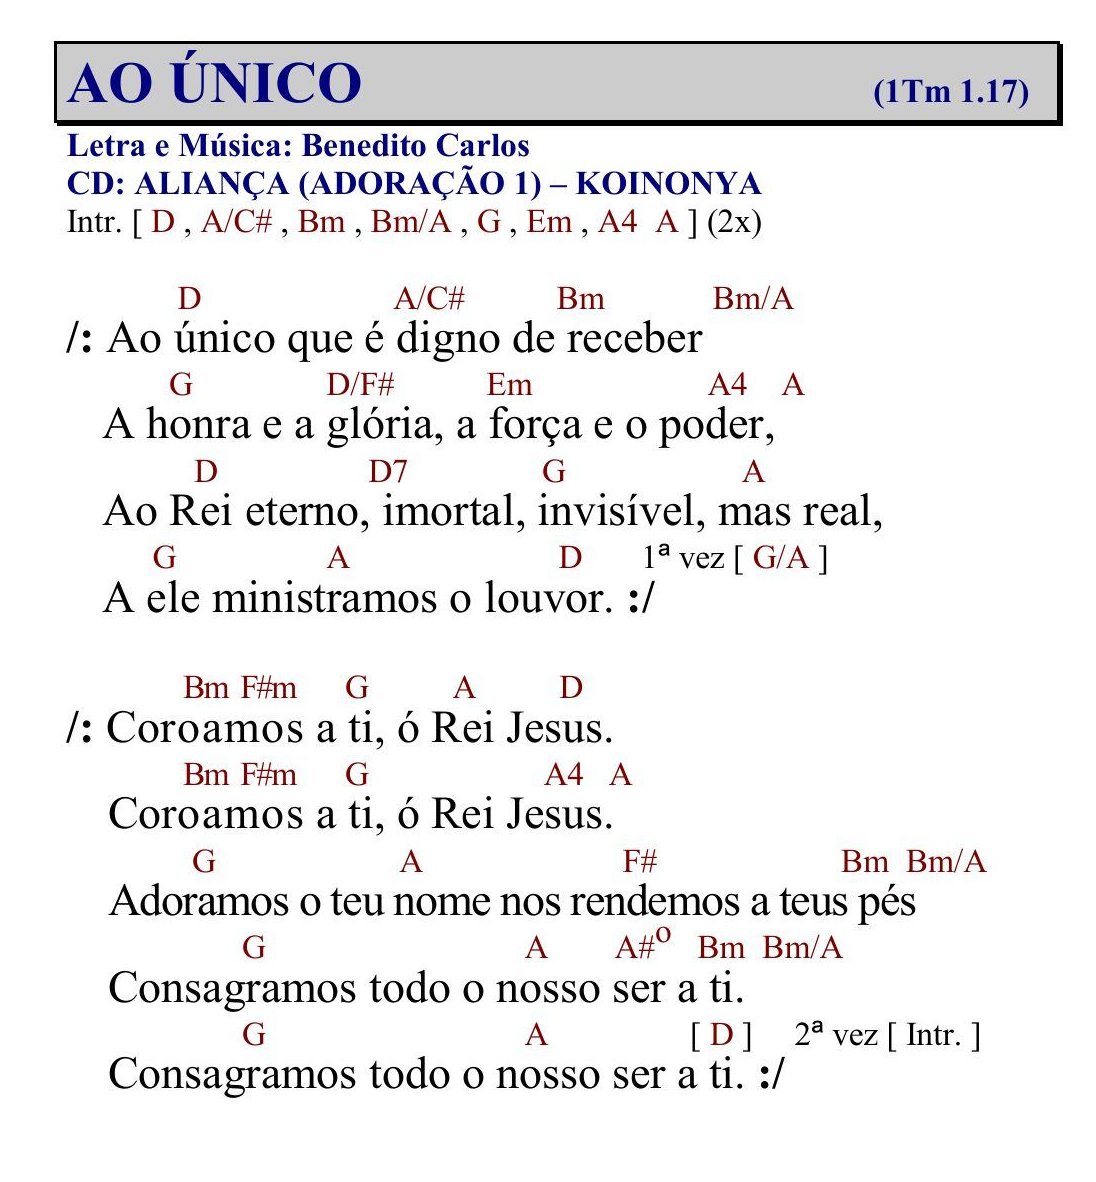 AO ÚNICO (1Tm 1.17)
Letra e Música: Benedito Carlos
CD: ALIANÇA (ADORAÇÃO 1) – KOINONYA
Intr. [ D , A/C# , Bm , Bm/A , G , Em , A4 A ] (2x)
D A/C# Bm Bm/A
/: Ao único que é digno de receber
G D/F# Em A4 A
A honra e a glória, a força e o poder,
D D7 G A
Ao Rei eterno, imortal, invisível, mas real,
G A D 1ª vez [ G/A ]
A ele ministramos o louvor. :/
Bm F#m G A D
/: Coroamos a ti, ó Rei Jesus.
Bm F#m G A4 A
Coroamos a ti, ó Rei Jesus.
G A F# Bm Bm/A
Adoramos o teu nome nos rendemos a teus pés
G A A#º Bm Bm/A
Consagramos todo o nosso ser a ti.
G A [ D ] 2ª vez [ Intr. ]
Consagramos todo o nosso ser a ti. :/